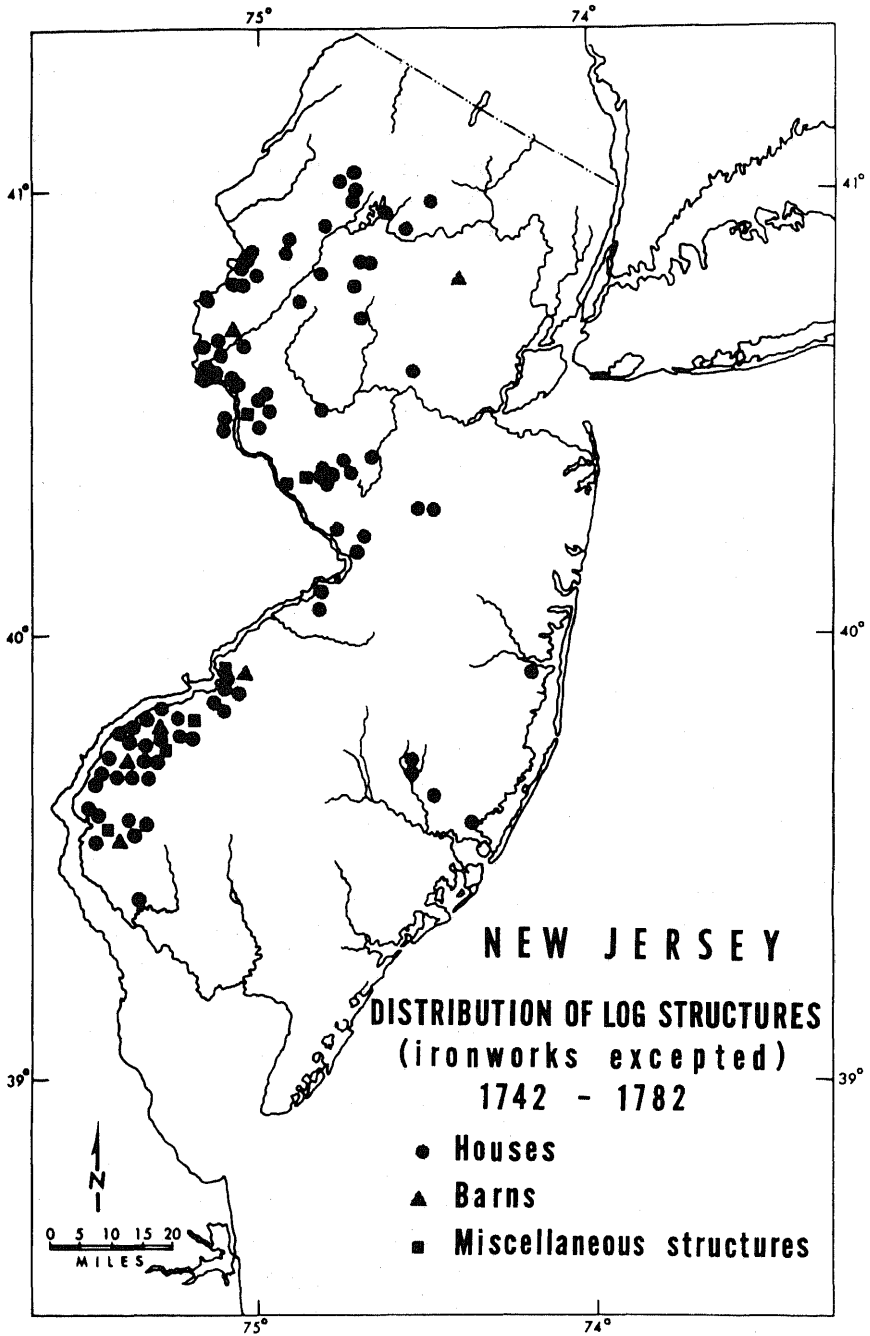 75° 74°
41° 41°
40° 40°
NEW JERSEY
DISTRIBUTION OF LOG STRUCTURES
(ironworks excepted)
1742 - 1782
39° 39°
Houses
N
Barns
0 5 10 15 20
Miscellaneous structures
MILES
75° 74°